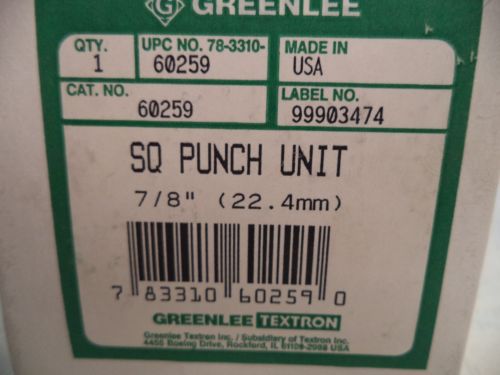 G GREENLEE
QTY. UPC NO. 78-3310- MADE IN
1 60259 USA
CAT. NO. LABEL NO.
60259 99903474
SQ PUNCH UNIT
7/8" (22.4mm)
7 83310 60259 0
GREENLEE TEXTRON
Greenlee Textron Inc. / Subsidiary of Textron Inc.
4455 Boeing Drive, Rockford, IL 61109-2988 USA